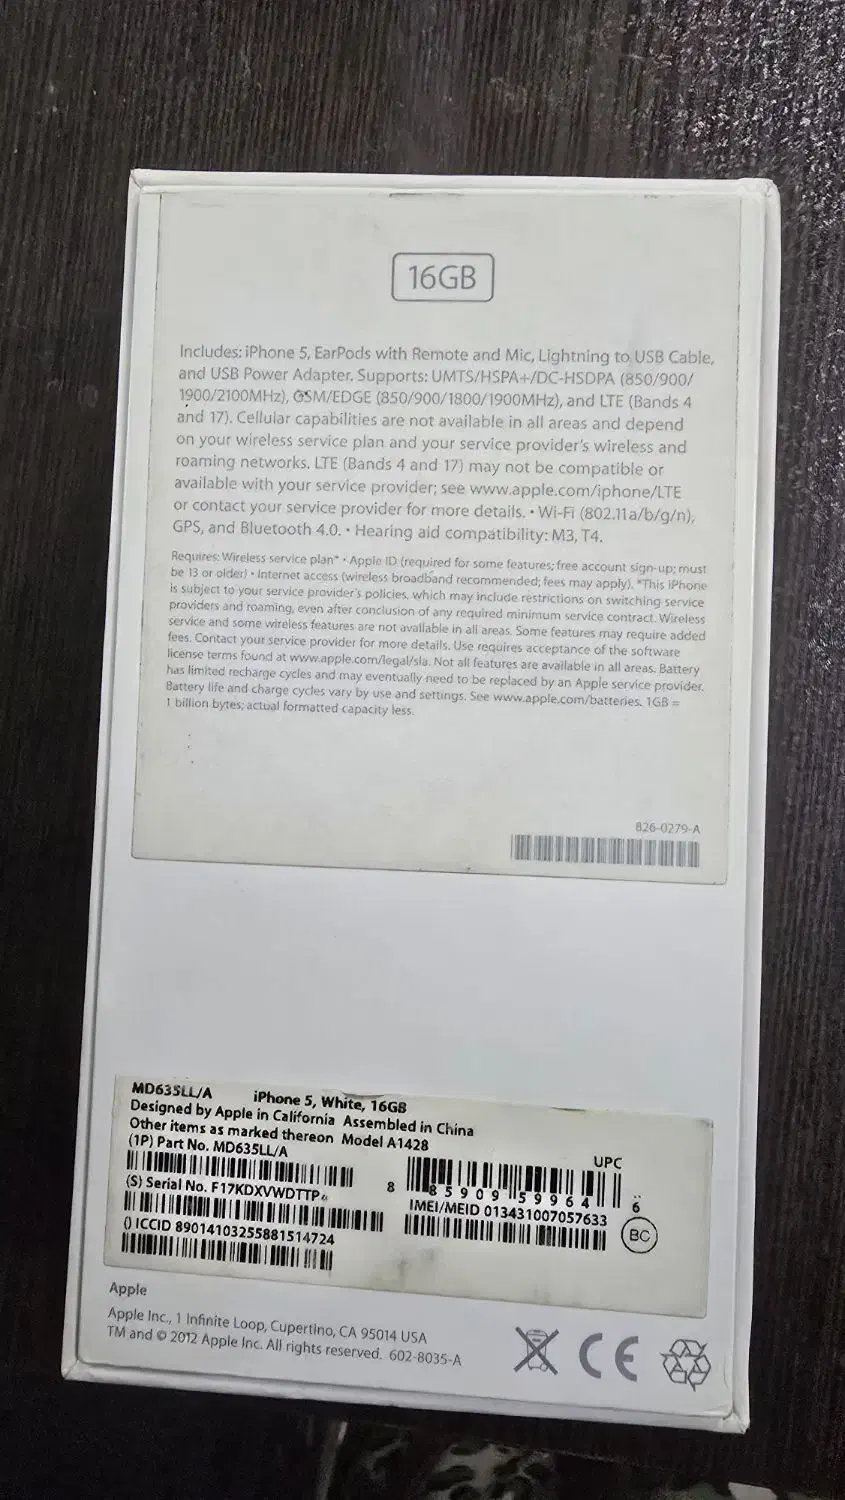 16GB
Includes: iPhone 5, EarPods with Remote and Mic, Lightning to USB Cable,
and USB Power Adapter. Supports: UMTS/HSPA+/DC-HSDPA (850/900/
1900/2100MHz), GSM/EDGE (850/900/1800/1900MHz), and LTE (Bands 4
and 17). Cellular capabilities are not available in all areas and depend
on your wireless service plan and your service provider's wireless and
roaming networks. LTE (Bands 4 and 17) may not be compatible or
available with your service provider; see www.apple.com/iphone/LTE
or contact your service provider for more details. • Wi-Fi (802.11a/b/g/n),
GPS, and Bluetooth 4.0. • Hearing aid compatibility: M3, T4.
Requires: Wireless service plan* • Apple ID (required for some features; free account sign-up; must
be 13 or older) • Internet access (wireless broadband recommended; fees may apply). *This iPhone
is subject to your service provider's policies, which may include restrictions on switching service
providers and roaming, even after conclusion of any required minimum service contract. Wireless
service and some wireless features are not available in all areas. Some features may require added
fees. Contact your service provider for more details. Use requires acceptance of the software
license terms found at www.apple.com/legal/sla. Not all features are available in all areas. Battery
has limited recharge cycles and may eventually need to be replaced by an Apple service provider.
Battery life and charge cycles vary by use and settings. See www.apple.com/batteries. 1GB =
1 billion bytes; actual formatted capacity less.
826-0279-A
MD635LL/A iPhone 5, White, 16GB
Designed by Apple in California Assembled in China
Other items as marked thereon Model A1428
(1P) Part No. MD635LL/A
UPC
8 85909 59964 6
(S) Serial No. F17KDXVWDTTP
IMEI/MEID 013431007057633
BC
() ICCID 89014103255881514724
Apple
Apple Inc., 1 Infinite Loop, Cupertino, CA 95014 USA
TM and © 2012 Apple Inc. All rights reserved. 602-8035-A
CE